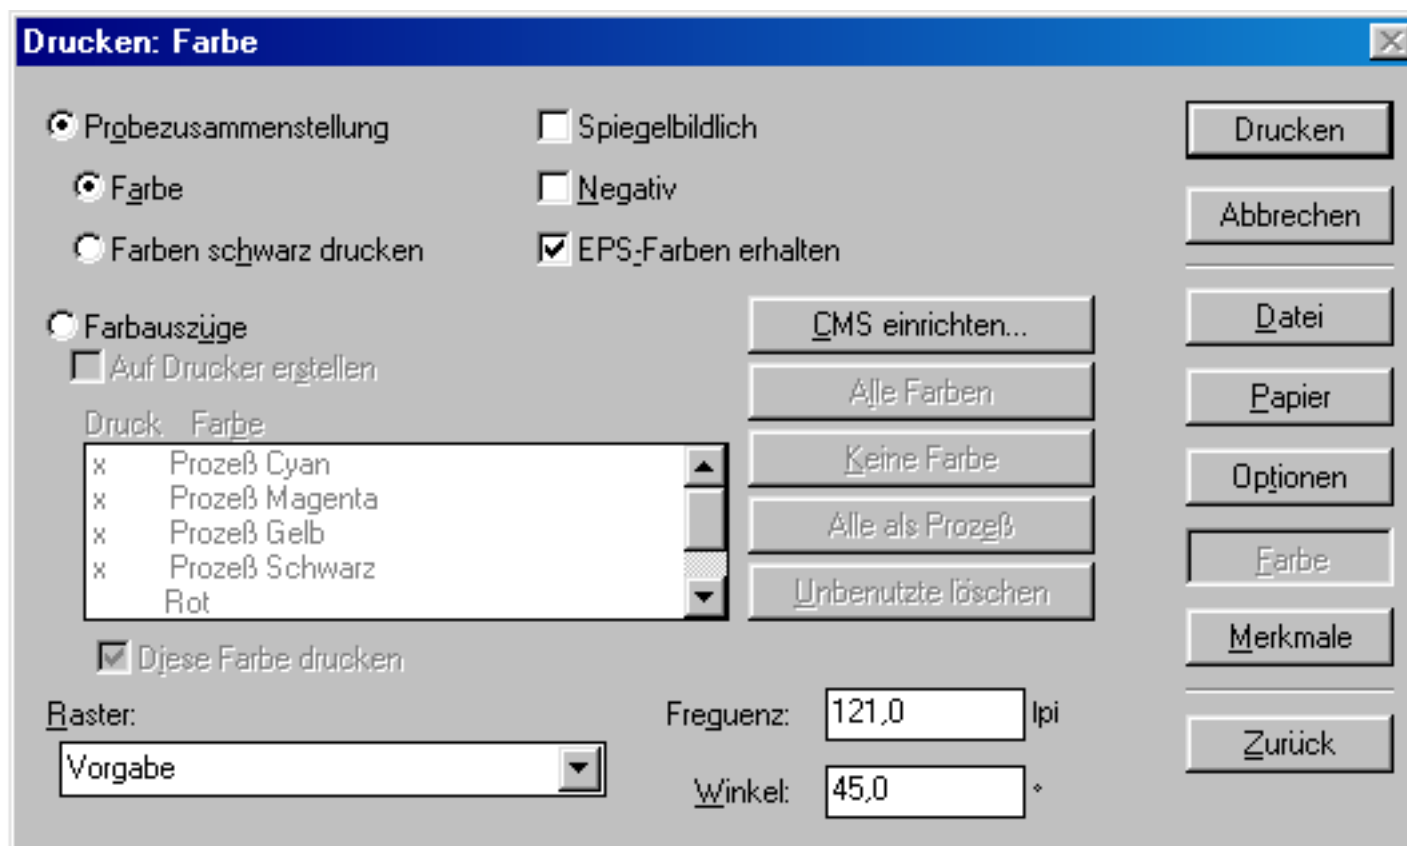 Drucken: Farbe
Probezusammenstellung
Farbe
Farben schwarz drucken
Spiegelbildlich
Negativ
EPS-Farben erhalten
Farbauszüge
Auf Drucker erstellen
Druck Farbe
x Prozeß Cyan
x Prozeß Magenta
x Prozeß Gelb
x Prozeß Schwarz
Rot
Diese Farbe drucken
CMS einrichten...
Alle Farben
Keine Farbe
Alle als Prozeß
Unbenutzte löschen
Raster:
Vorgabe
Frequenz: 121,0 lpi
Winkel: 45,0 °
Drucken
Abbrechen
Datei
Papier
Optionen
Farbe
Merkmale
Zurück